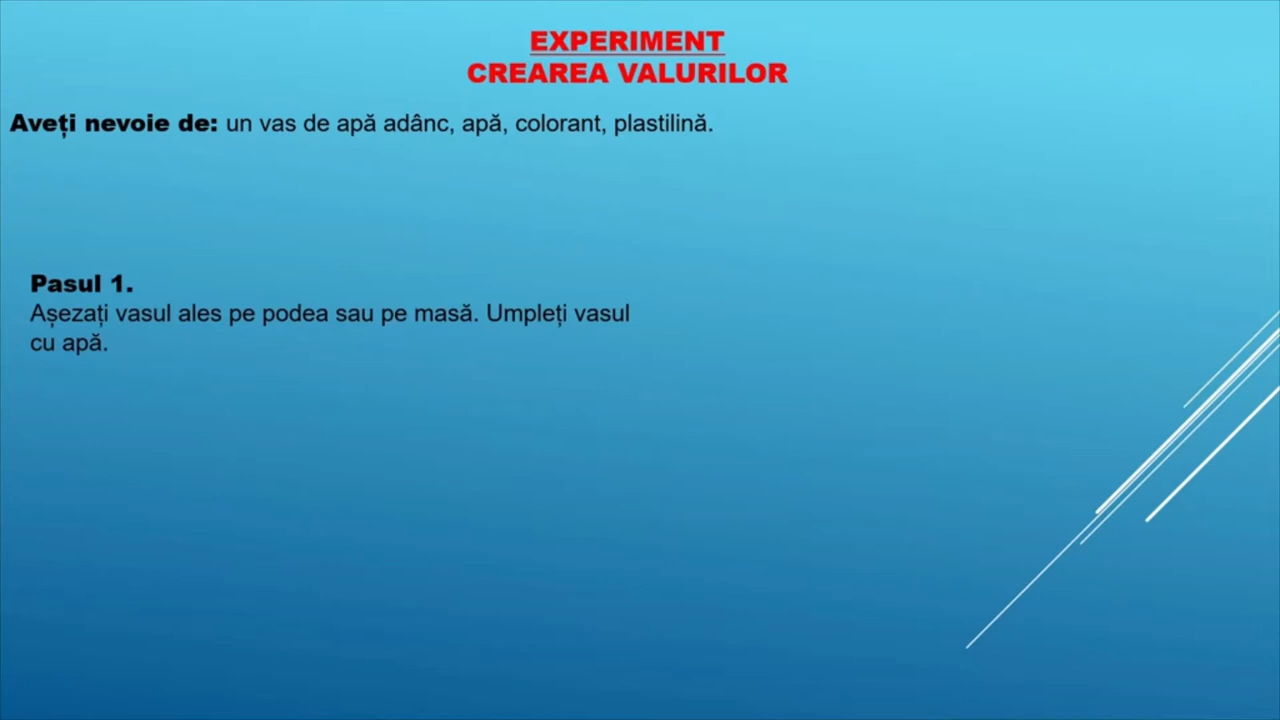 EXPERIMENT
CREAREA VALURILOR
Aveți nevoie de: un vas de apă adânc, apă, colorant, plastilină.
Pasul 1.
Așezați vasul ales pe podea sau pe masă. Umpleți vasul
cu apă.